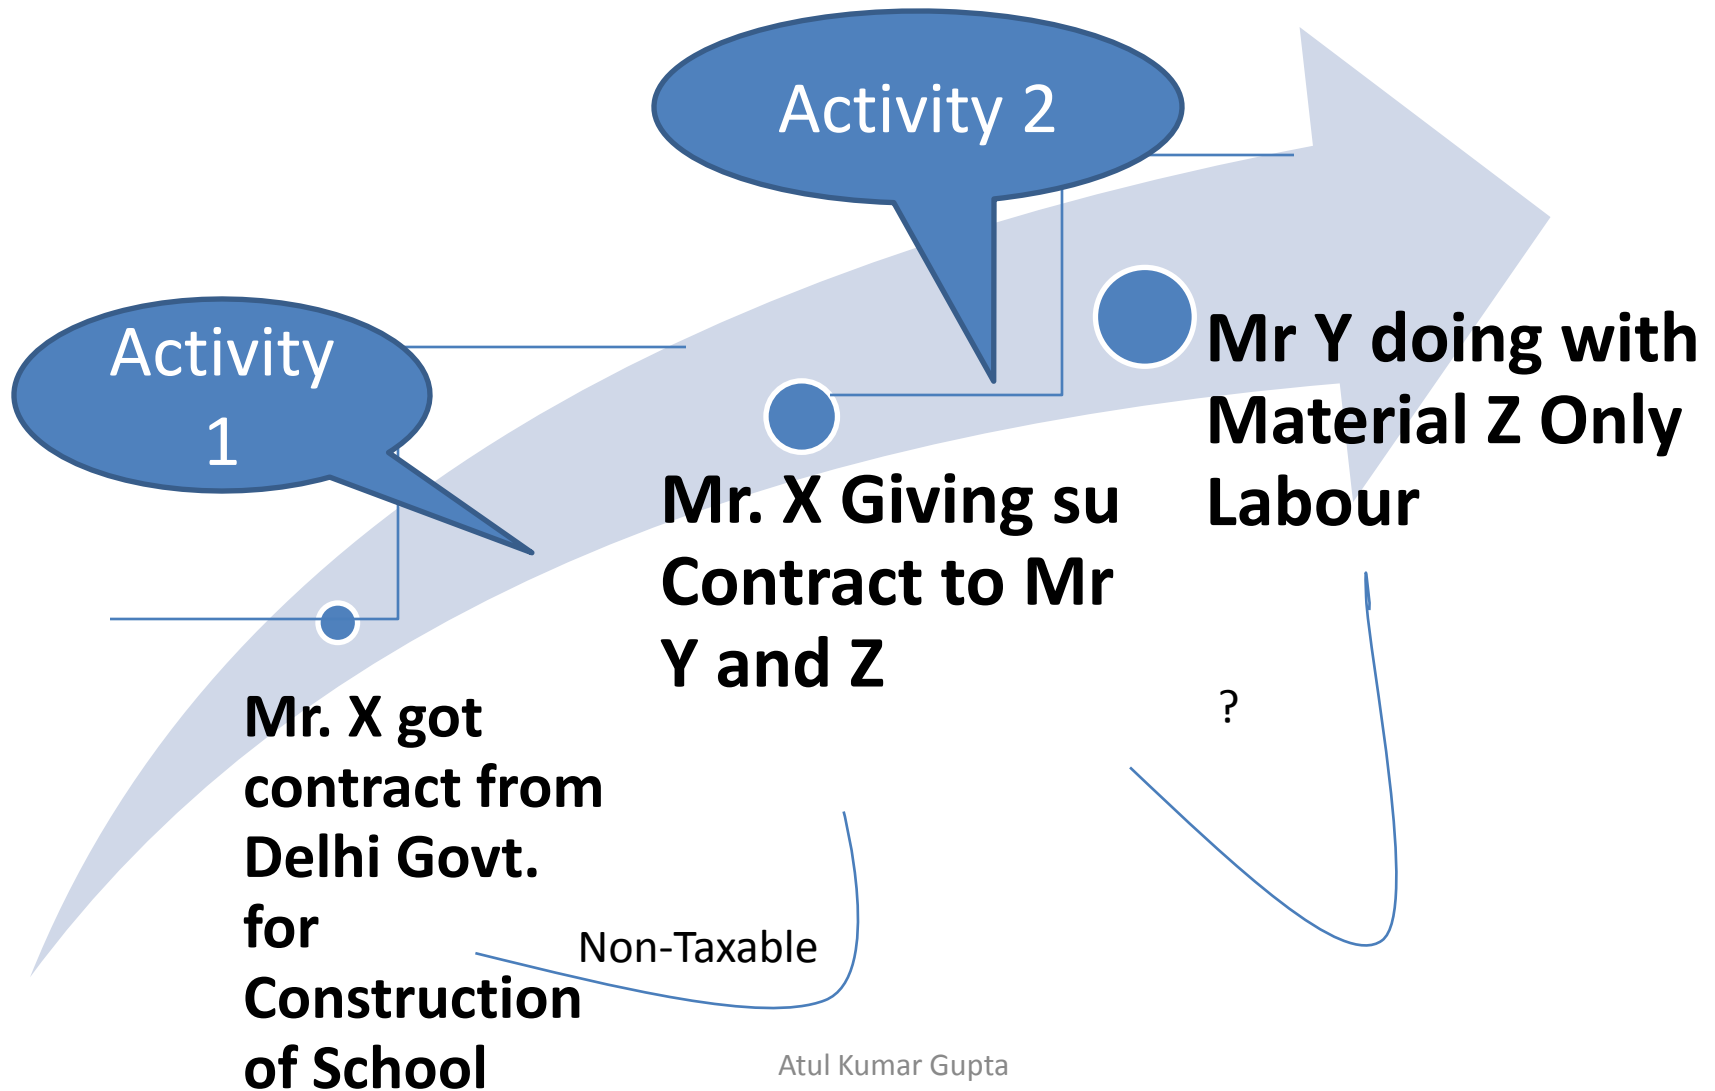 Activity 2
Activity
1
Mr Y doing with
Material Z Only
Labour
Mr. X Giving su
Contract to Mr
Y and Z
?
Mr. X got
contract from
Delhi Govt.
for
Construction
of School
Non-Taxable
Atul Kumar Gupta